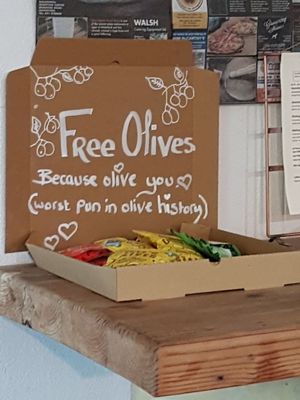 WALSH
Free Olives
Because olive you
(worst pun in olive history)